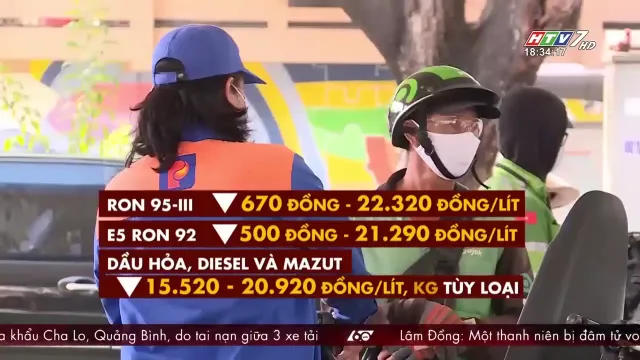 HTV7 HD
18:34:17
RON 95-III ▼ 670 ĐỒNG - 22.320 ĐỒNG/LÍT
E5 RON 92 ▼ 500 ĐỒNG - 21.290 ĐỒNG/LÍT
DẦU HỎA, DIESEL VÀ MAZUT
▼ 15.520 - 20.920 ĐỒNG/LÍT, KG TÙY LOẠI
a khẩu Cha Lo, Quảng Bình, do tai nạn giữa 3 xe tải 60 Lâm Đồng: Một thanh niên bị đâm tử vo